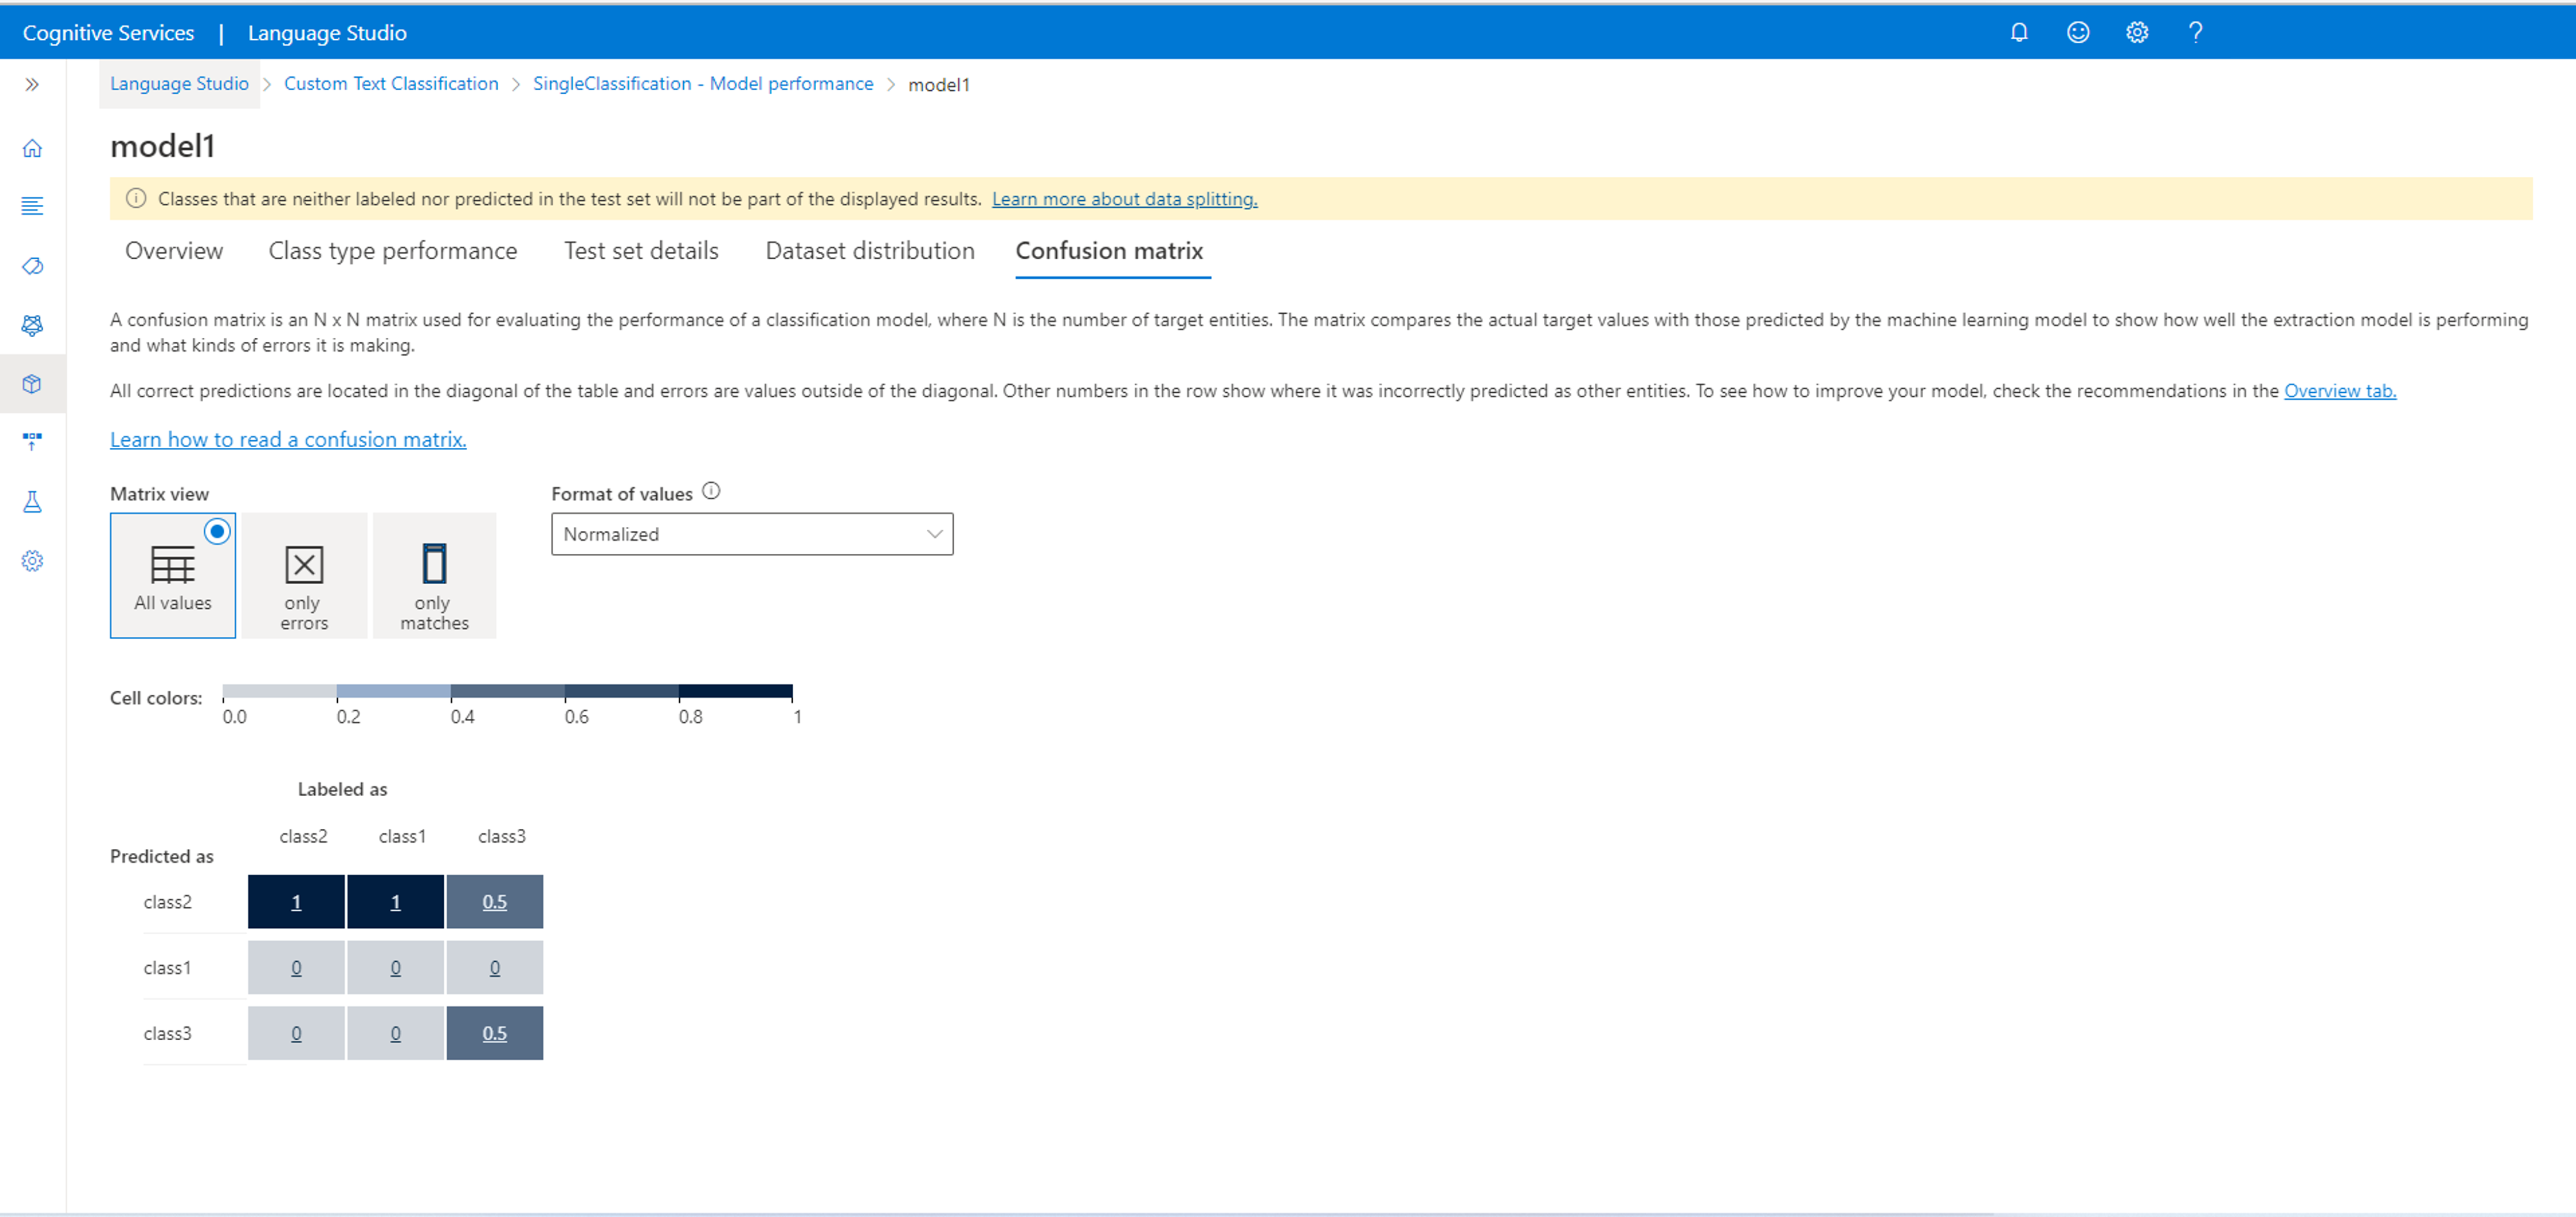 Cognitive Services | Language Studio
Language Studio > Custom Text Classification > SingleClassification - Model performance > model1
model1
Classes that are neither labeled nor predicted in the test set will not be part of the displayed results. Learn more about data splitting.
Overview Class type performance Test set details Dataset distribution Confusion matrix
A confusion matrix is an N x N matrix used for evaluating the performance of a classification model, where N is the number of target entities. The matrix compares the actual target values with those predicted by the machine learning model to show how well the extraction model is performing
and what kinds of errors it is making.
All correct predictions are located in the diagonal of the table and errors are values outside of the diagonal. Other numbers in the row show where it was incorrectly predicted as other entities. To see how to improve your model, check the recommendations in the Overview tab.
Learn how to read a confusion matrix.
Matrix view Format of values
Normalized
All values only errors only matches
Cell colors: 0.0 0.2 0.4 0.6 0.8 1
Labeled as
class2 class1 class3
Predicted as
class2 1 1 0.5
class1 0 0 0
class3 0 0 0.5